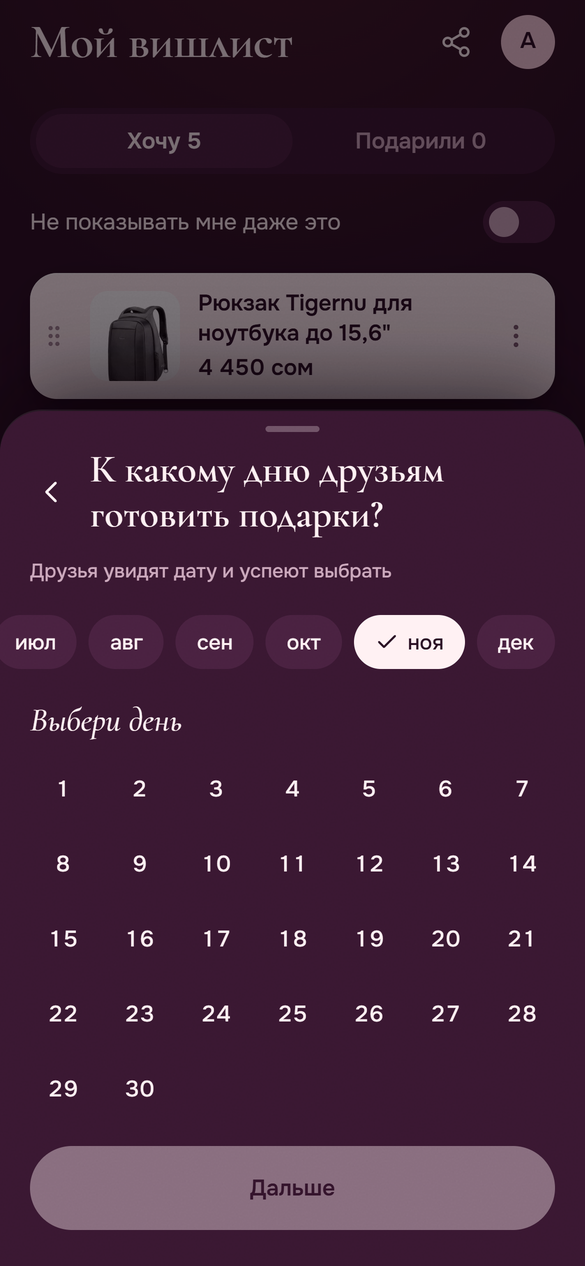 Мой вишлист
А
Хочу 5
Подарили 0
Не показывать мне даже это
Рюкзак Tigernu для
ноутбука до 15,6"
4 450 сом
К какому дню друзьям
готовить подарки?
Друзья увидят дату и успеют выбрать
июл авг сен окт ноя дек
Выбери день
1 2 3 4 5 6 7
8 9 10 11 12 13 14
15 16 17 18 19 20 21
22 23 24 25 26 27 28
29 30
Дальше